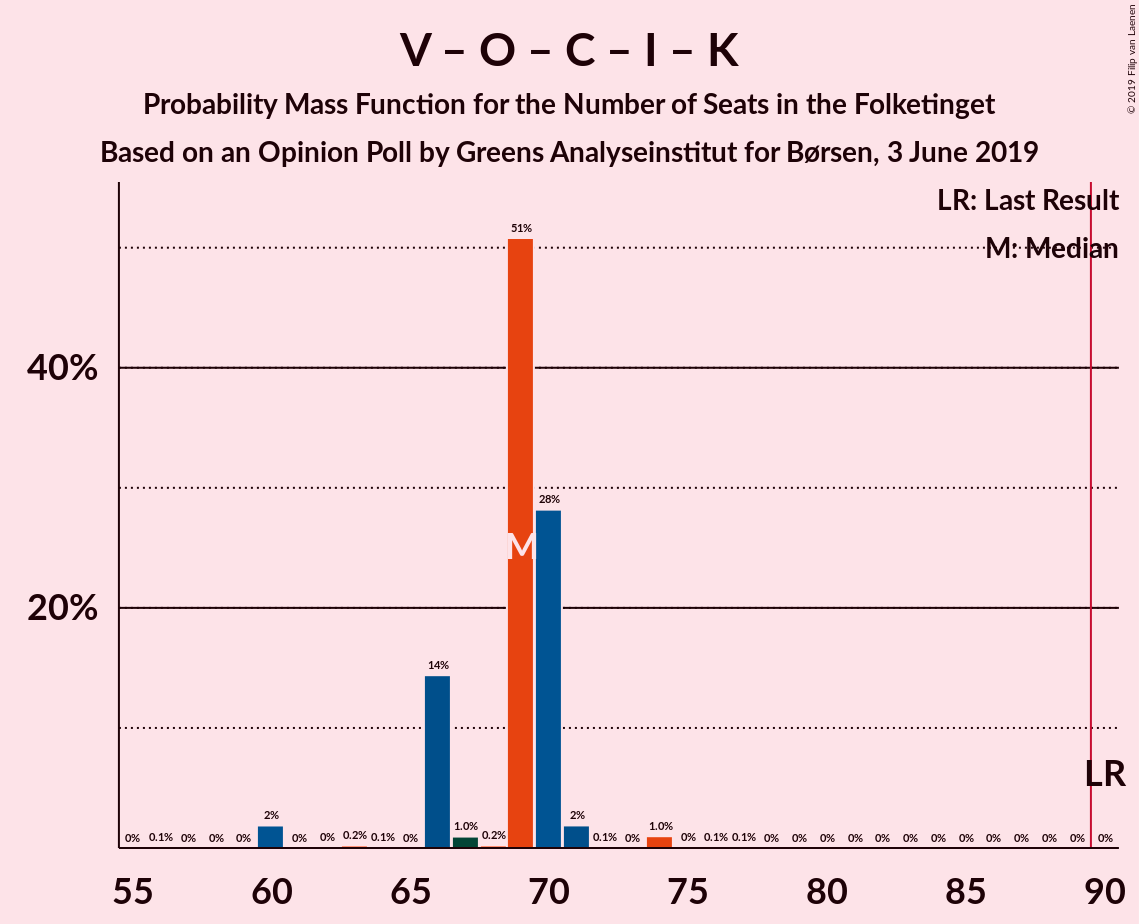 V – O – C – I – K
Probability Mass Function for the Number of Seats in the Folketinget
Based on an Opinion Poll by Greens Analyseinstitut for Børsen, 3 June 2019
© 2019 Filip van Laenen
LR: Last Result
M: Median
51%
40%
28%
M
20%
14%
LR
0% 0.1% 0% 0% 0% 2% 0% 0% 0.2% 0.1% 0% 1.0% 0.2% 2% 0.1% 0% 1.0% 0% 0.1% 0.1% 0% 0% 0% 0% 0% 0% 0% 0% 0% 0% 0% 0% 0%
55 60 65 70 75 80 85 90